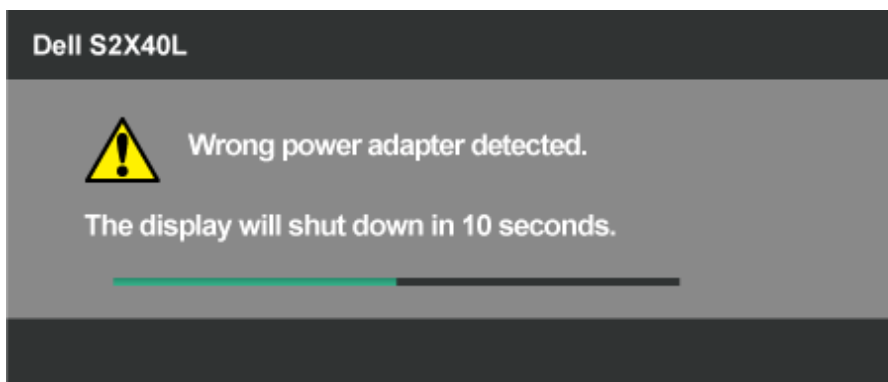 Dell S2X40L
Wrong power adapter detected.
The display will shut down in 10 seconds.